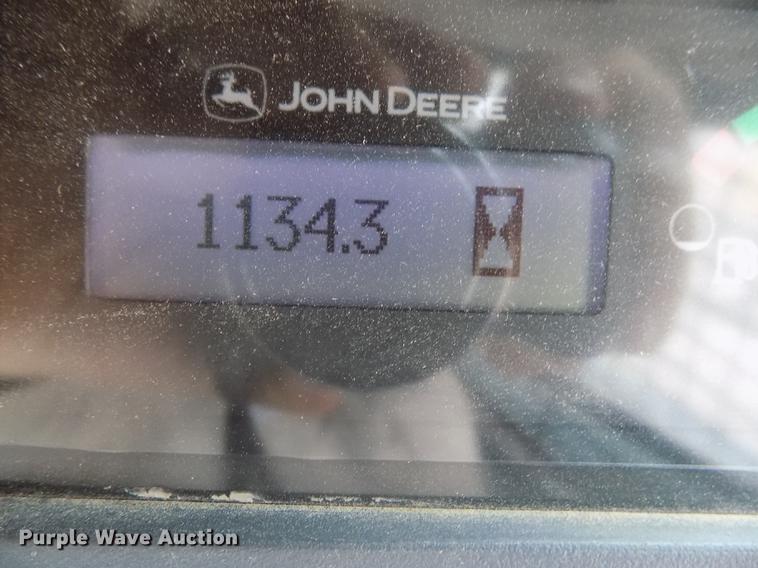 JOHN DEERE
1134.3
Purple Wave Auction